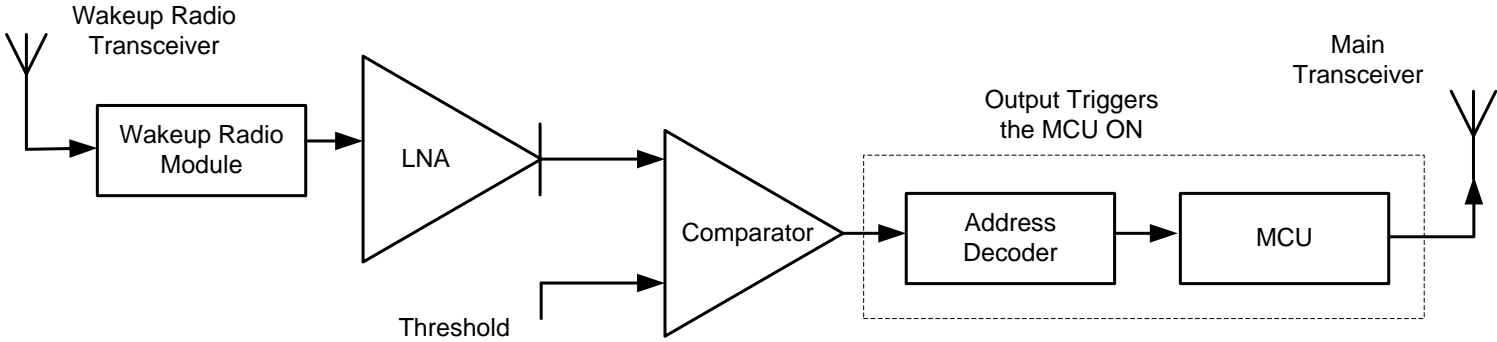 Wakeup Radio
Transceiver
Wakeup Radio
Module
LNA
Threshold
Comparator
Output Triggers
the MCU ON
Address
Decoder
MCU
Main
Transceiver